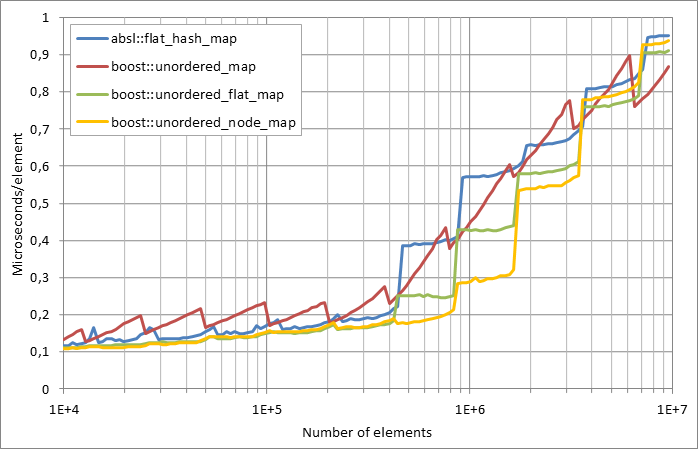 absl::flat_hash_map
boost::unordered_map
boost::unordered_flat_map
boost::unordered_node_map
Microseconds/element
1
0,9
0,8
0,7
0,6
0,5
0,4
0,3
0,2
0,1
0
1E+4
1E+5
1E+6
1E+7
Number of elements